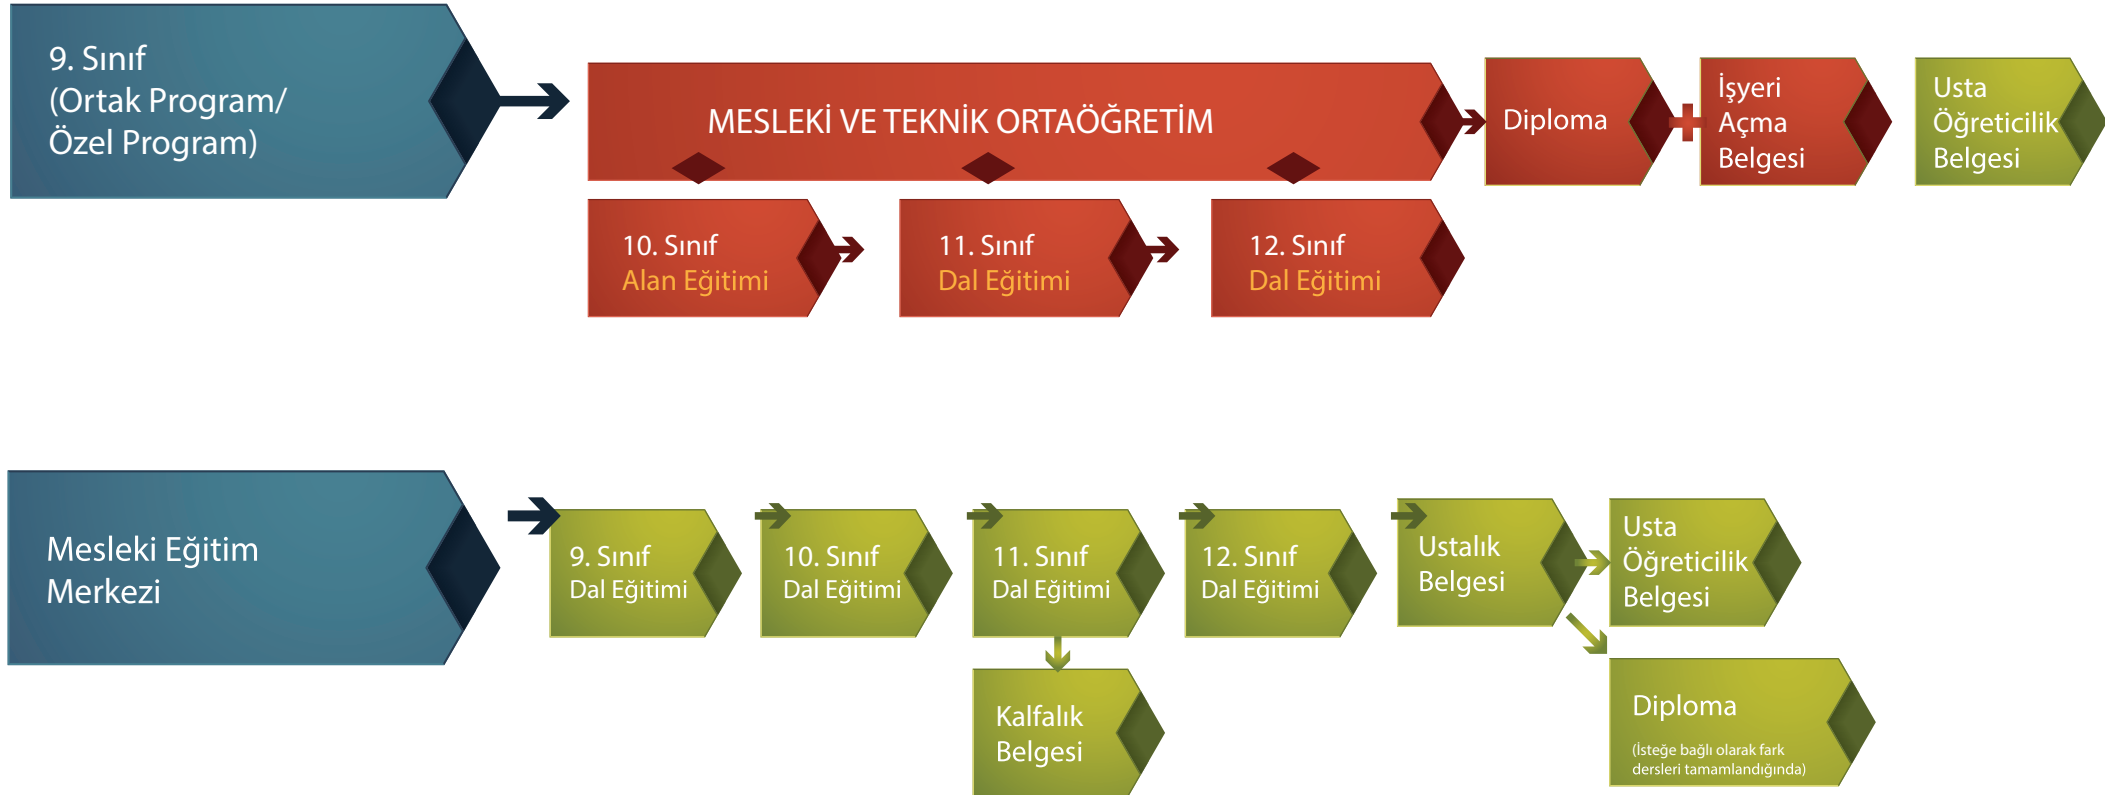 9. Sınıf
(Ortak Program/
Özel Program)
MESLEKİ VE TEKNİK ORTAÖĞRETİM
Diploma
İşyeri
Açma
Belgesi
Usta
Öğreticilik
Belgesi
10. Sınıf
Alan Eğitimi
11. Sınıf
Dal Eğitimi
12. Sınıf
Dal Eğitimi
Mesleki Eğitim
Merkezi
9. Sınıf
Dal Eğitimi
10. Sınıf
Dal Eğitimi
11. Sınıf
Dal Eğitimi
12. Sınıf
Dal Eğitimi
Ustalık
Belgesi
Usta
Öğreticilik
Belgesi
Kalfalık
Belgesi
Diploma
(İsteğe bağlı olarak fark
dersleri tamamlandığında)